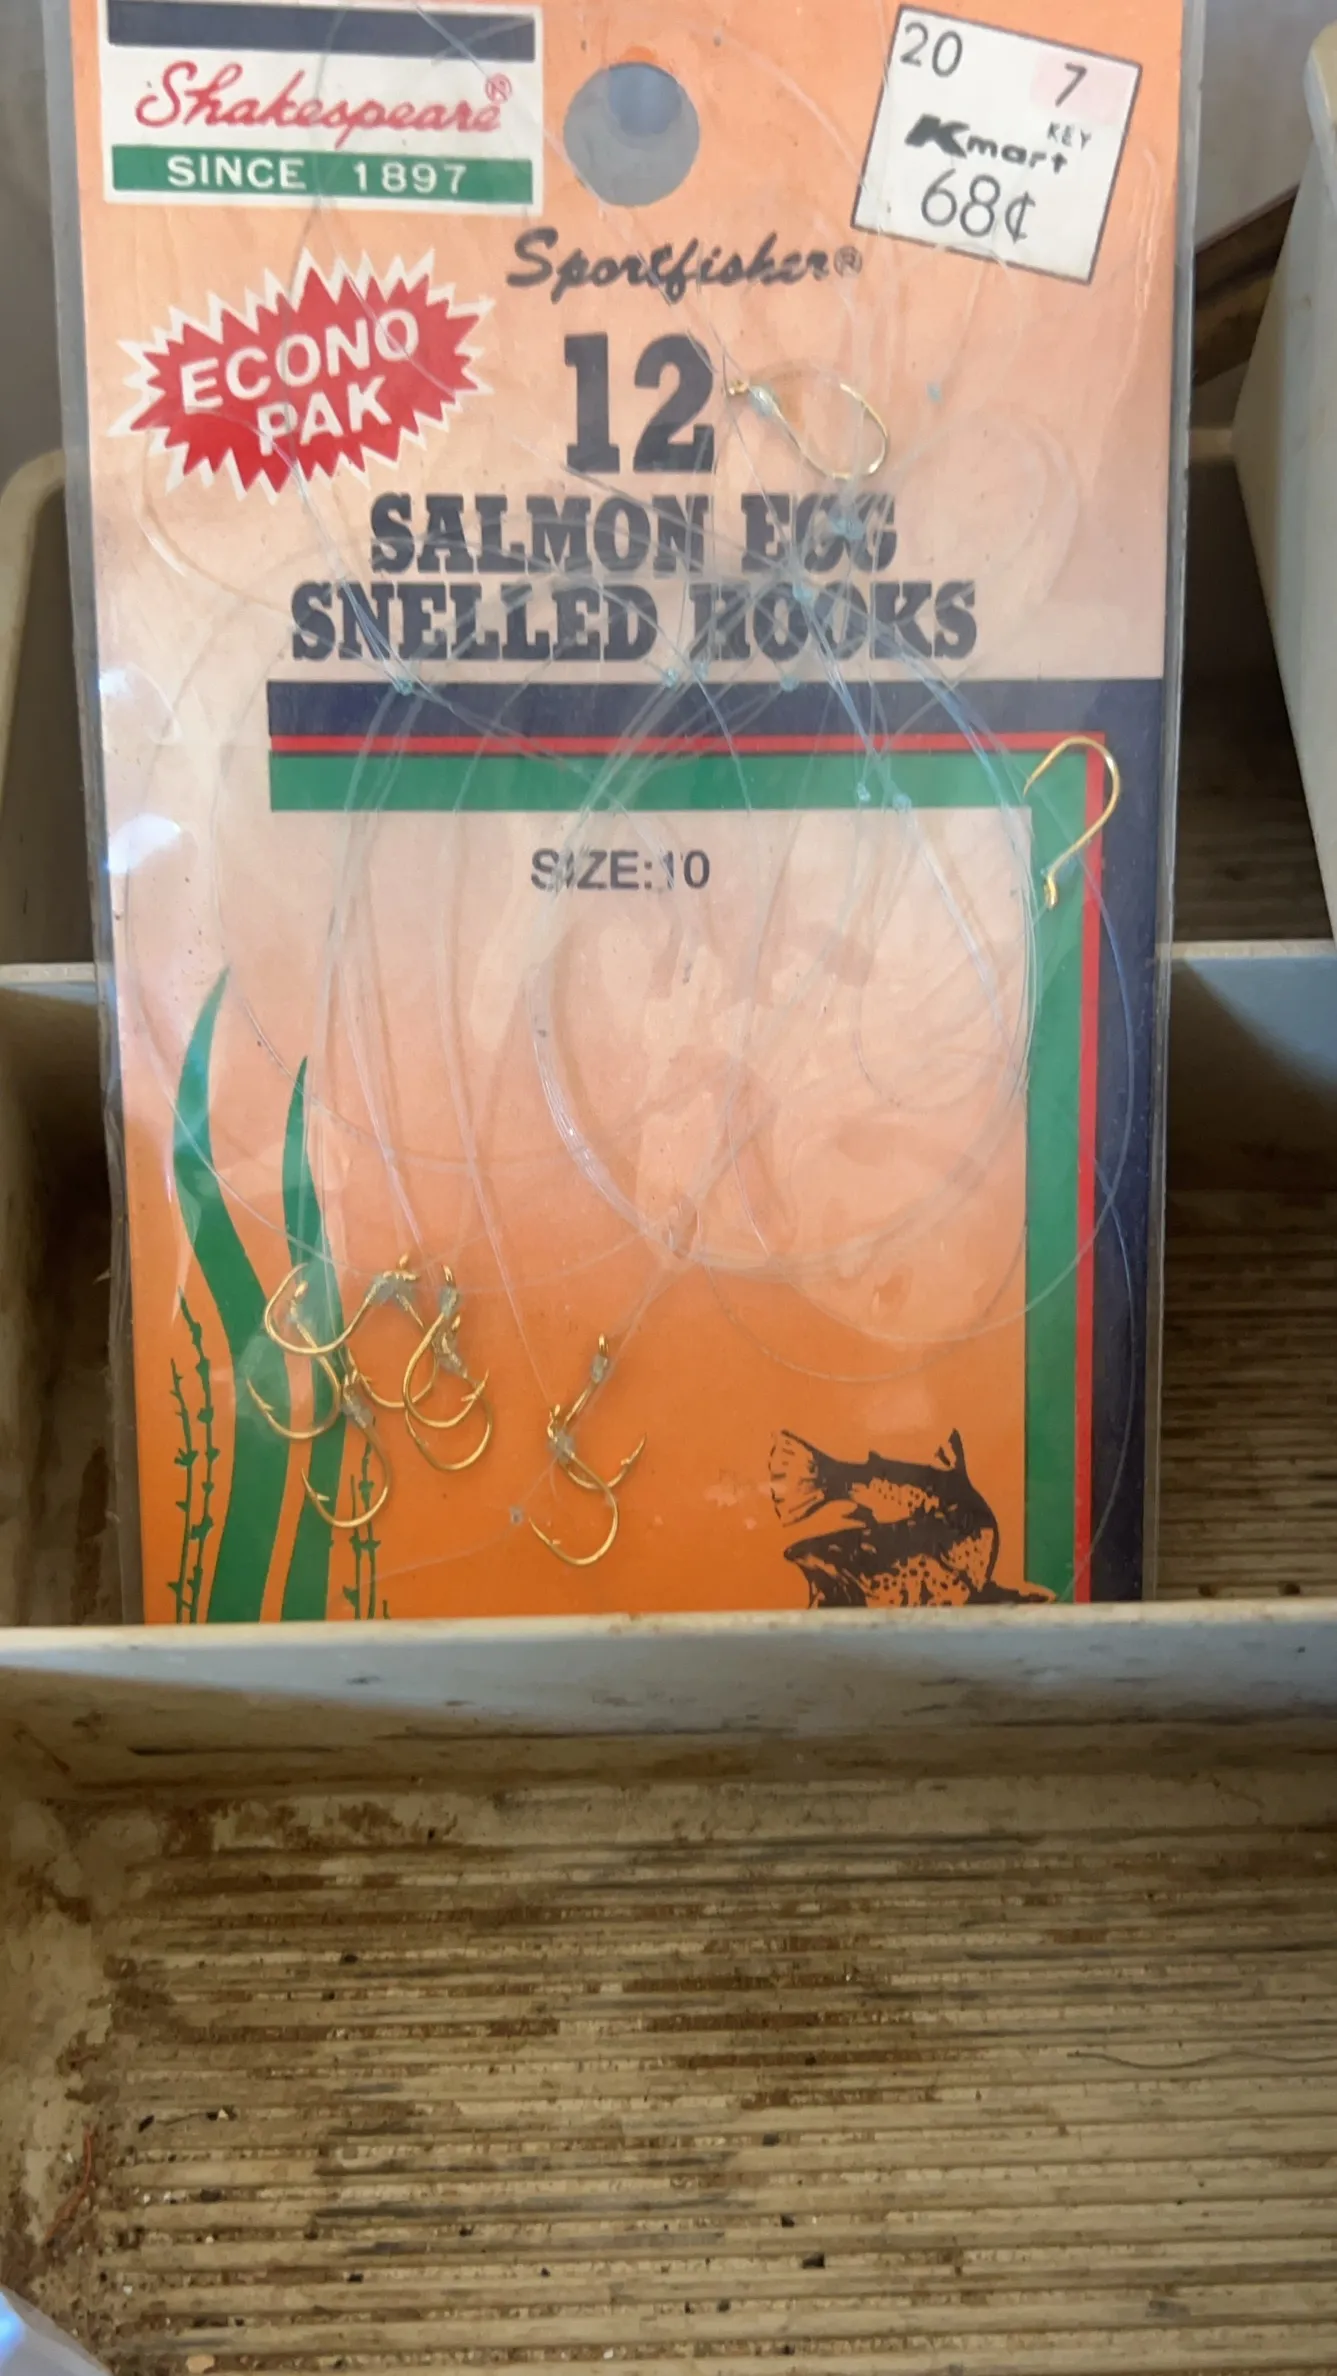 Shakespeare®
SINCE 1897
20 7
KEY
Kmart
68¢
Sportfisher®
ECONO
PAK
12
SALMON EGG
SNELLED HOOKS
SIZE:10